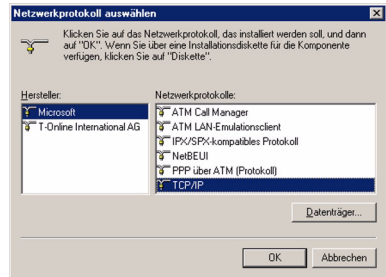 Netzwerkprotokoll auswählen
Klicken Sie auf das Netzwerkprotokoll, das installiert werden soll, und dann
auf "OK". Wenn Sie über eine Installationsdiskette für die Komponente
verfügen, klicken Sie auf "Diskette".
Hersteller:
Microsoft
T-Online International AG
Netzwerkprotokolle:
ATM Call Manager
ATM LAN-Emulationsclient
IPX/SPX-kompatibles Protokoll
NetBEUI
PPP über ATM (Protokoll)
TCP/IP
Datenträger...
OK
Abbrechen